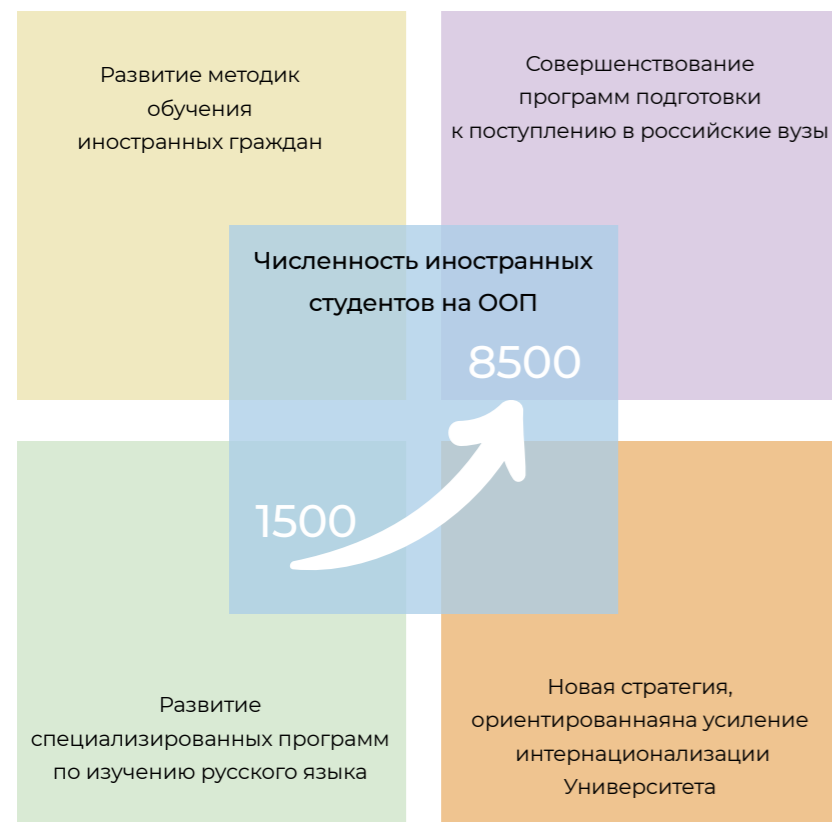 Развитие методик
обучения
иностранных граждан
Совершенствование
программ подготовки
к поступлению в российские вузы
Численность иностранных
студентов на ООП
8500
1500
Развитие
специализированных программ
по изучению русского языка
Новая стратегия,
ориентированнаяна усиление
интернационализации
Университета